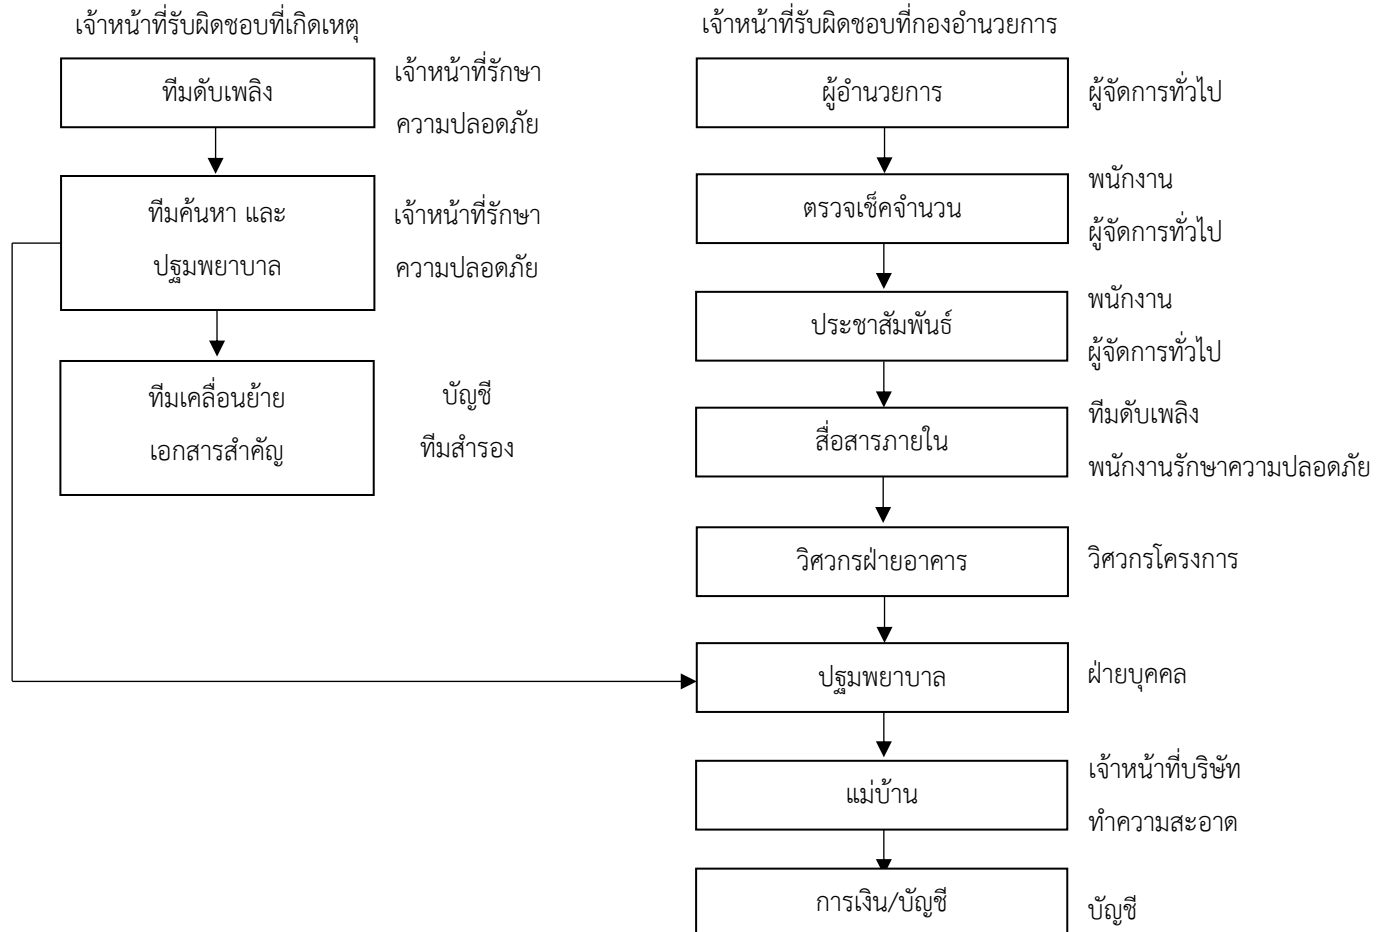 เจ้าหน้าที่รับผิดชอบที่เกิดเหตุ
ทีมดับเพลิง
เจ้าหน้าที่รักษา
ความปลอดภัย
ทีมค้นหา และ
ปฐมพยาบาล
เจ้าหน้าที่รักษา
ความปลอดภัย
ทีมเคลื่อนย้าย
เอกสารสำคัญ
บัญชี
ทีมสำรอง
เจ้าหน้าที่รับผิดชอบที่กองอำนวยการ
ผู้อำนวยการ
ผู้จัดการทั่วไป
ตรวจเช็คจำนวน
พนักงาน
ผู้จัดการทั่วไป
ประชาสัมพันธ์
พนักงาน
ผู้จัดการทั่วไป
สื่อสารภายใน
ทีมดับเพลิง
พนักงานรักษาความปลอดภัย
วิศวกรฝ่ายอาคาร
วิศวกรโครงการ
ปฐมพยาบาล
ฝ่ายบุคคล
แม่บ้าน
เจ้าหน้าที่บริษัท
ทำความสะอาด
การเงิน/บัญชี
บัญชี